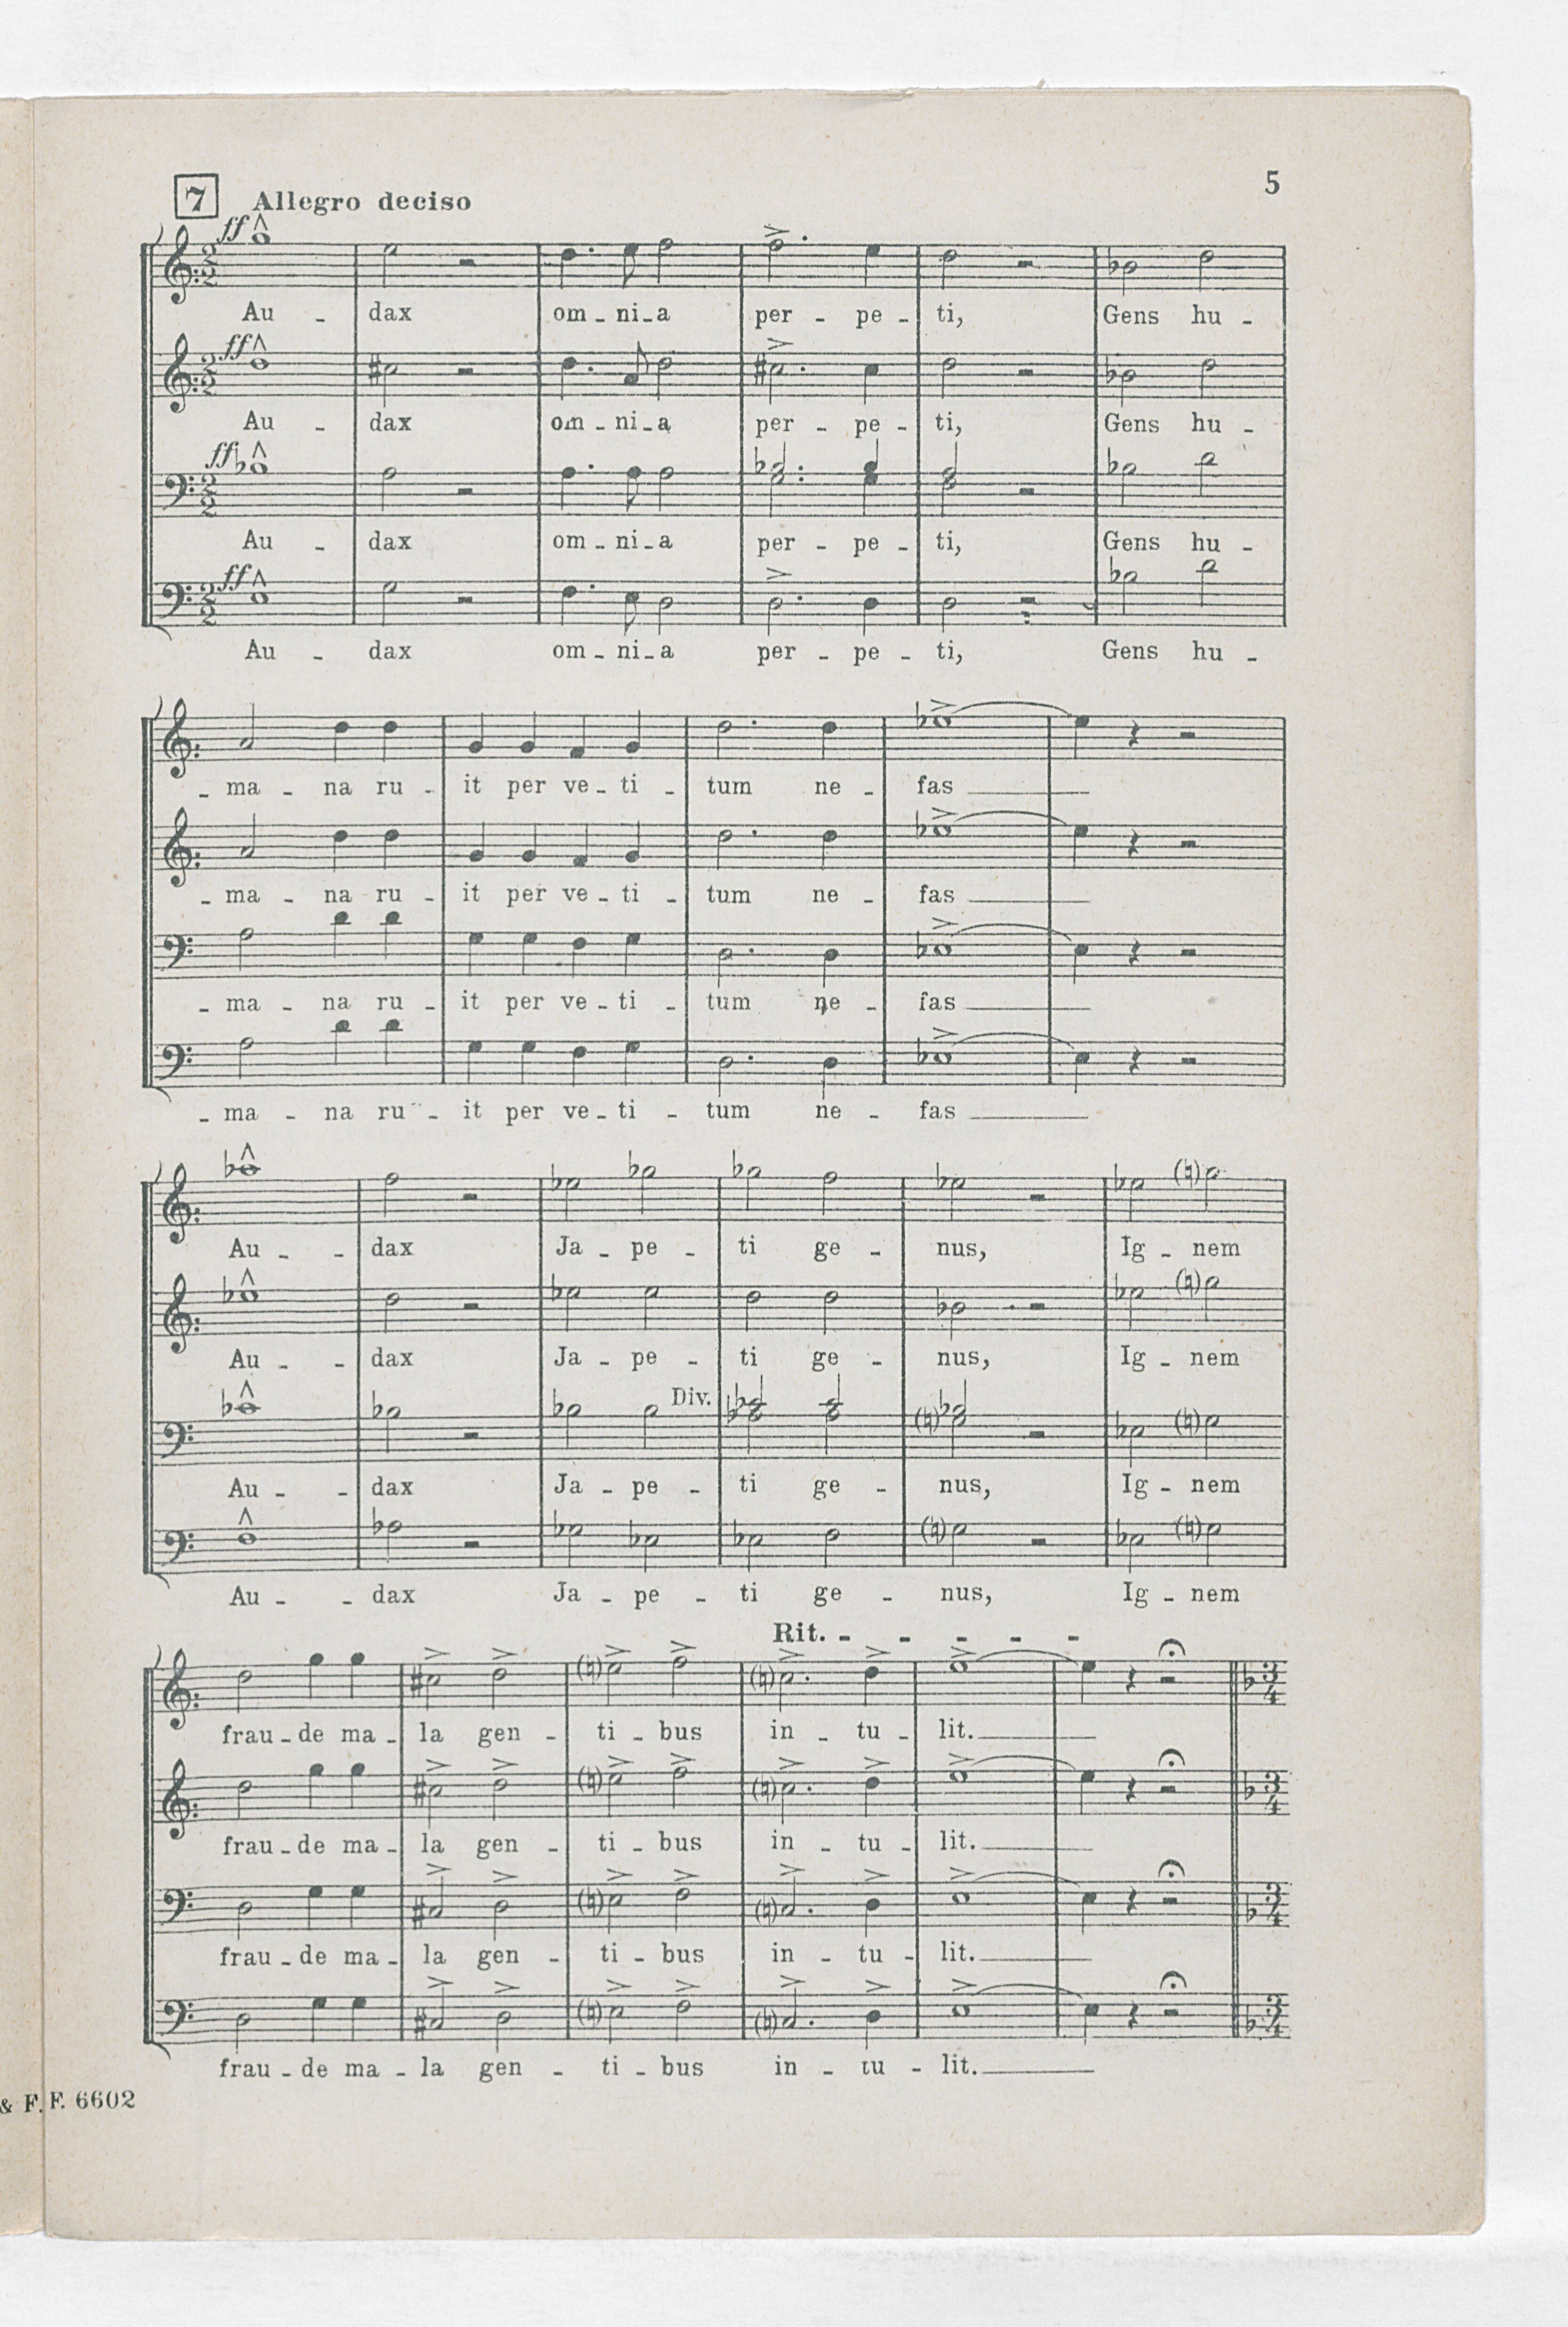 5
7 Allegro deciso
ff
Au - dax om - ni - a per - pe - ti, Gens hu -
ff
Au - dax om - ni - a per - pe - ti, Gens hu -
ff
Au - dax om - ni - a per - pe - ti, Gens hu -
ff
Au - dax om - ni - a per - pe - ti, Gens hu -
- ma - na ru - it per ve - ti - tum ne - fas
- ma - na ru - it per ve - ti - tum ne - fas
- ma - na ru - it per ve - ti - tum ne - fas
- ma - na ru - it per ve - ti - tum ne - fas
Au - - dax Ja - pe - ti ge - nus, Ig - nem
Au - - dax Ja - pe - ti ge - nus, Ig - nem
Div.
Au - - dax Ja - pe - ti ge - nus, Ig - nem
Au - - dax Ja - pe - ti ge - nus, Ig - nem
Rit. - - - - -
frau - de ma - la gen - ti - bus in - tu - lit.
frau - de ma - la gen - ti - bus in - tu - lit.
frau - de ma - la gen - ti - bus in - tu - lit.
frau - de ma - la gen - ti - bus in - tu - lit.
& F. F. 6602